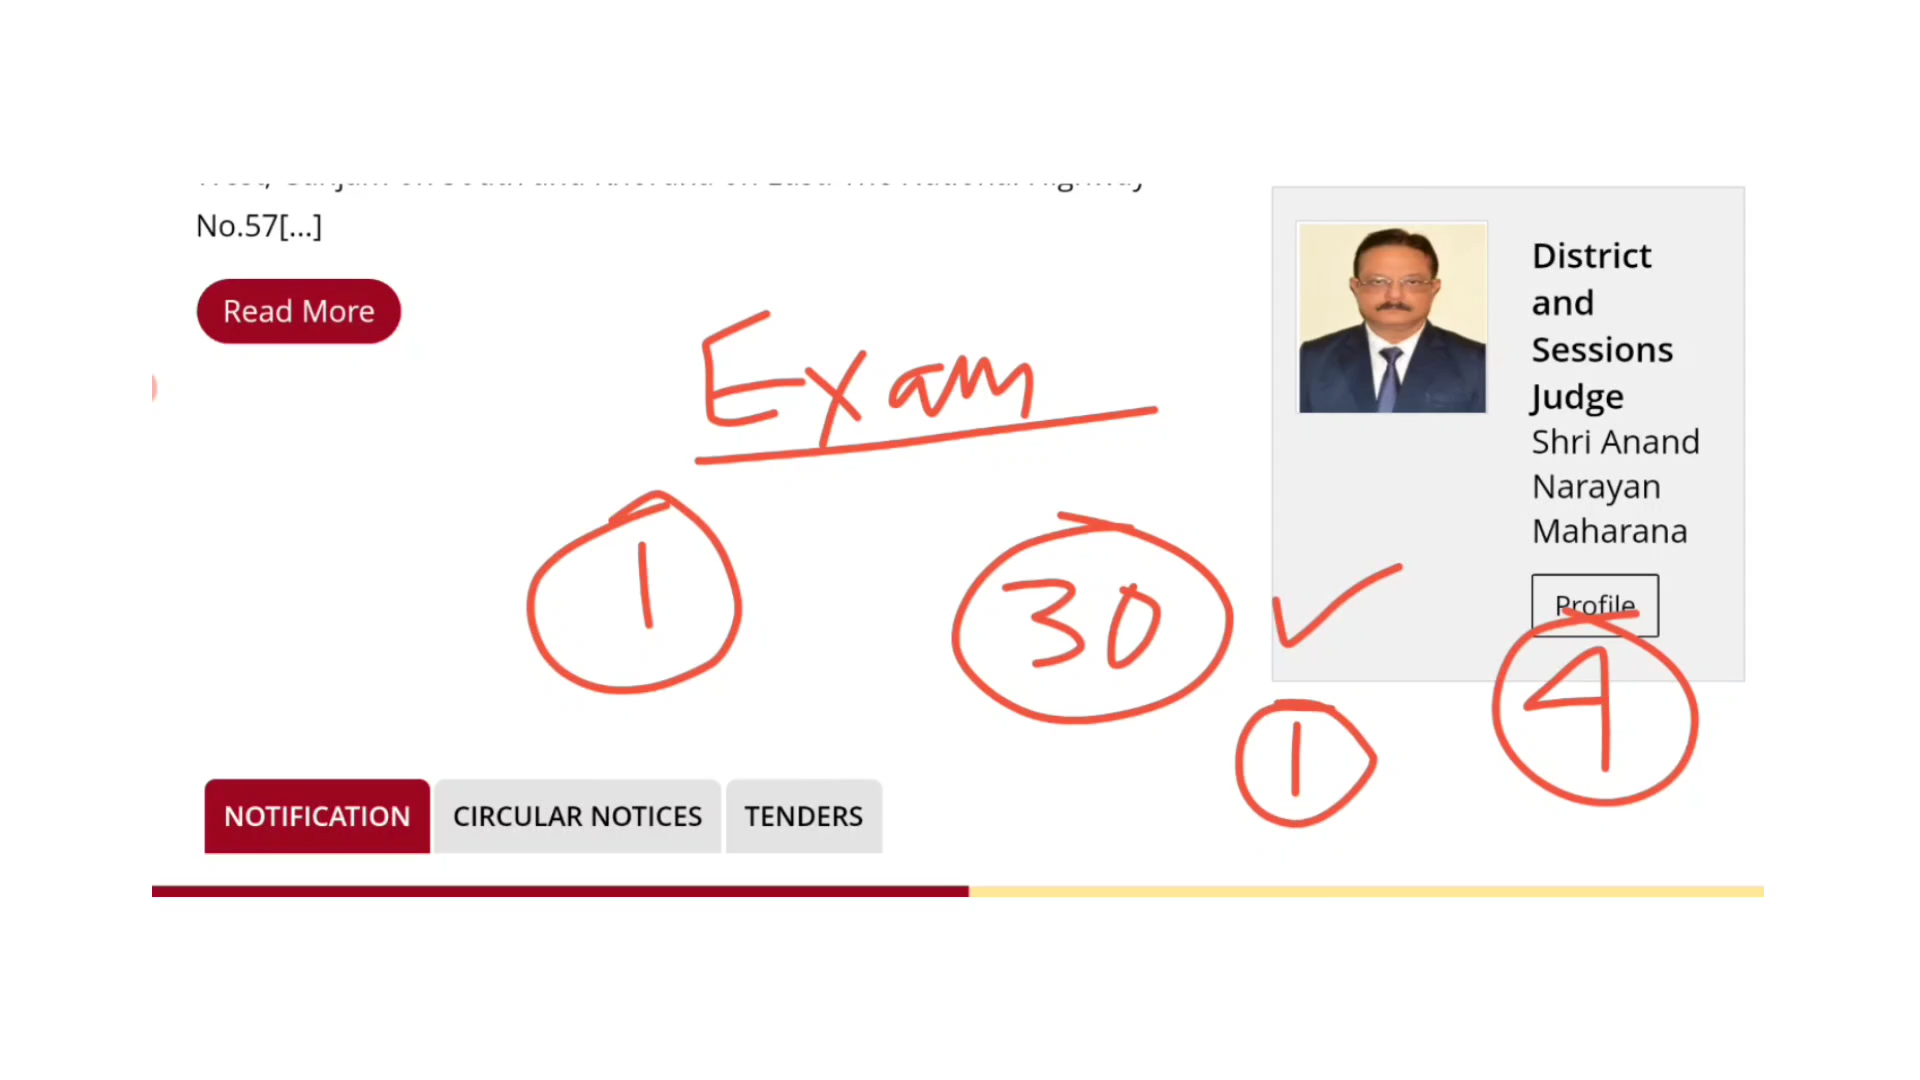 No.57[...]
Read More
Exam
1
30
1
4
District
and
Sessions
Judge
Shri Anand
Narayan
Maharana
Profile
NOTIFICATION
CIRCULAR NOTICES
TENDERS